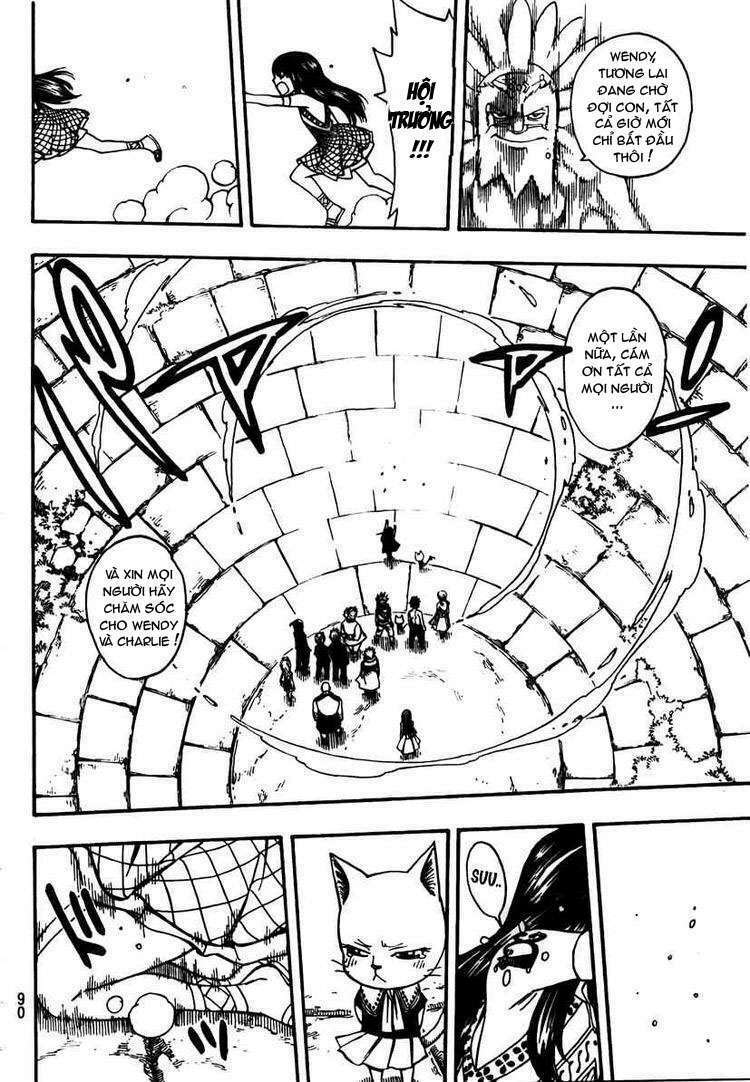 WENDY,
TƯƠNG LAI
ĐANG CHỜ
ĐỢI CON, TẤT
CẢ GIỜ MỚI
CHỈ BẮT ĐẦU
THÔI !
HỘI
TRƯỞNG
!!!
MỘT LẦN
NỮA, CÁM
ƠN TẤT CẢ
MỌI NGƯỜI
...
VÀ XIN MỌI
NGƯỜI HÃY
CHĂM SÓC
CHO WENDY
VÀ CHARLIE !
SUU..
90